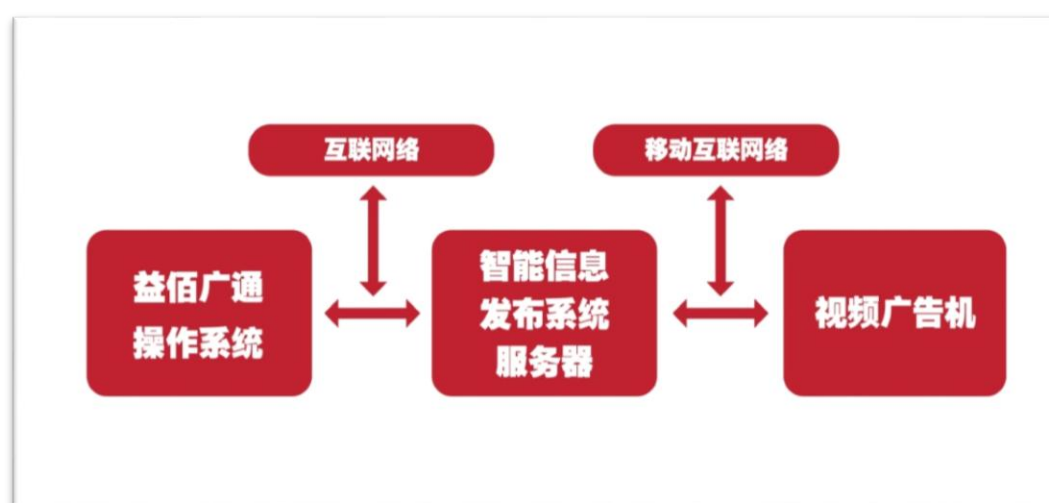 互联网络
移动互联网络
益佰广通
操作系统
智能信息
发布系统
服务器
视频广告机